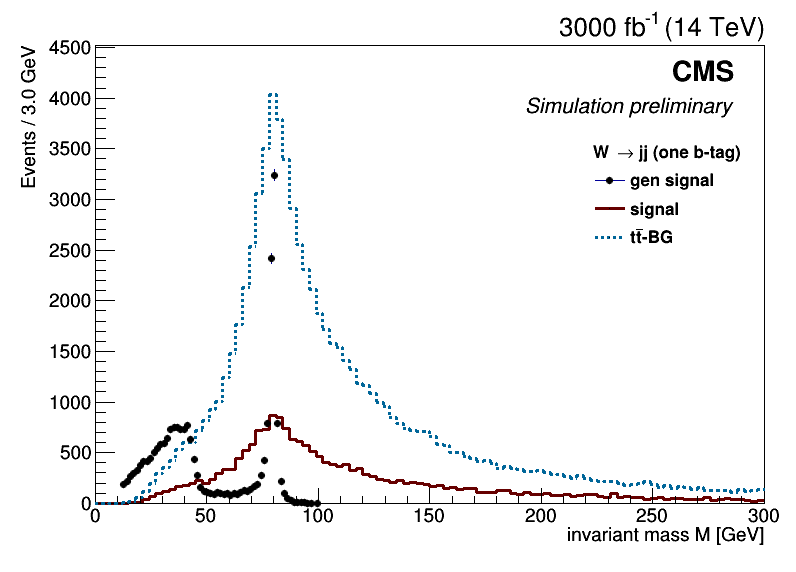 3000 fb-1 (14 TeV)
CMS
Simulation preliminary
W → jj (one b-tag)
gen signal
signal
tt̄-BG
Events / 3.0 GeV
4500
4000
3500
3000
2500
2000
1500
1000
500
0
0 50 100 150 200 250 300
invariant mass M [GeV]